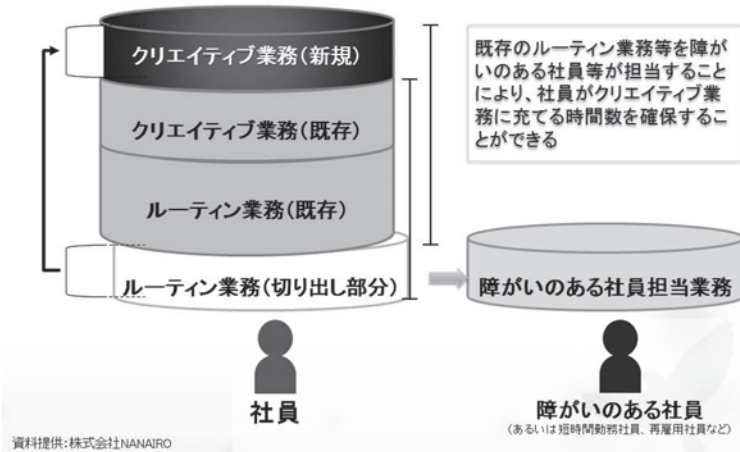 クリエイティブ業務(新規)
クリエイティブ業務(既存)
ルーティン業務(既存)
ルーティン業務(切り出し部分)
社員
既存のルーティン業務等を障が
いのある社員等が担当すること
により、社員がクリエイティブ業
務に充てる時間数を確保するこ
とができる
障がいのある社員担当業務
障がいのある社員
(あるいは短時間勤務社員、再雇用社員など)
資料提供:株式会社NANAIRO